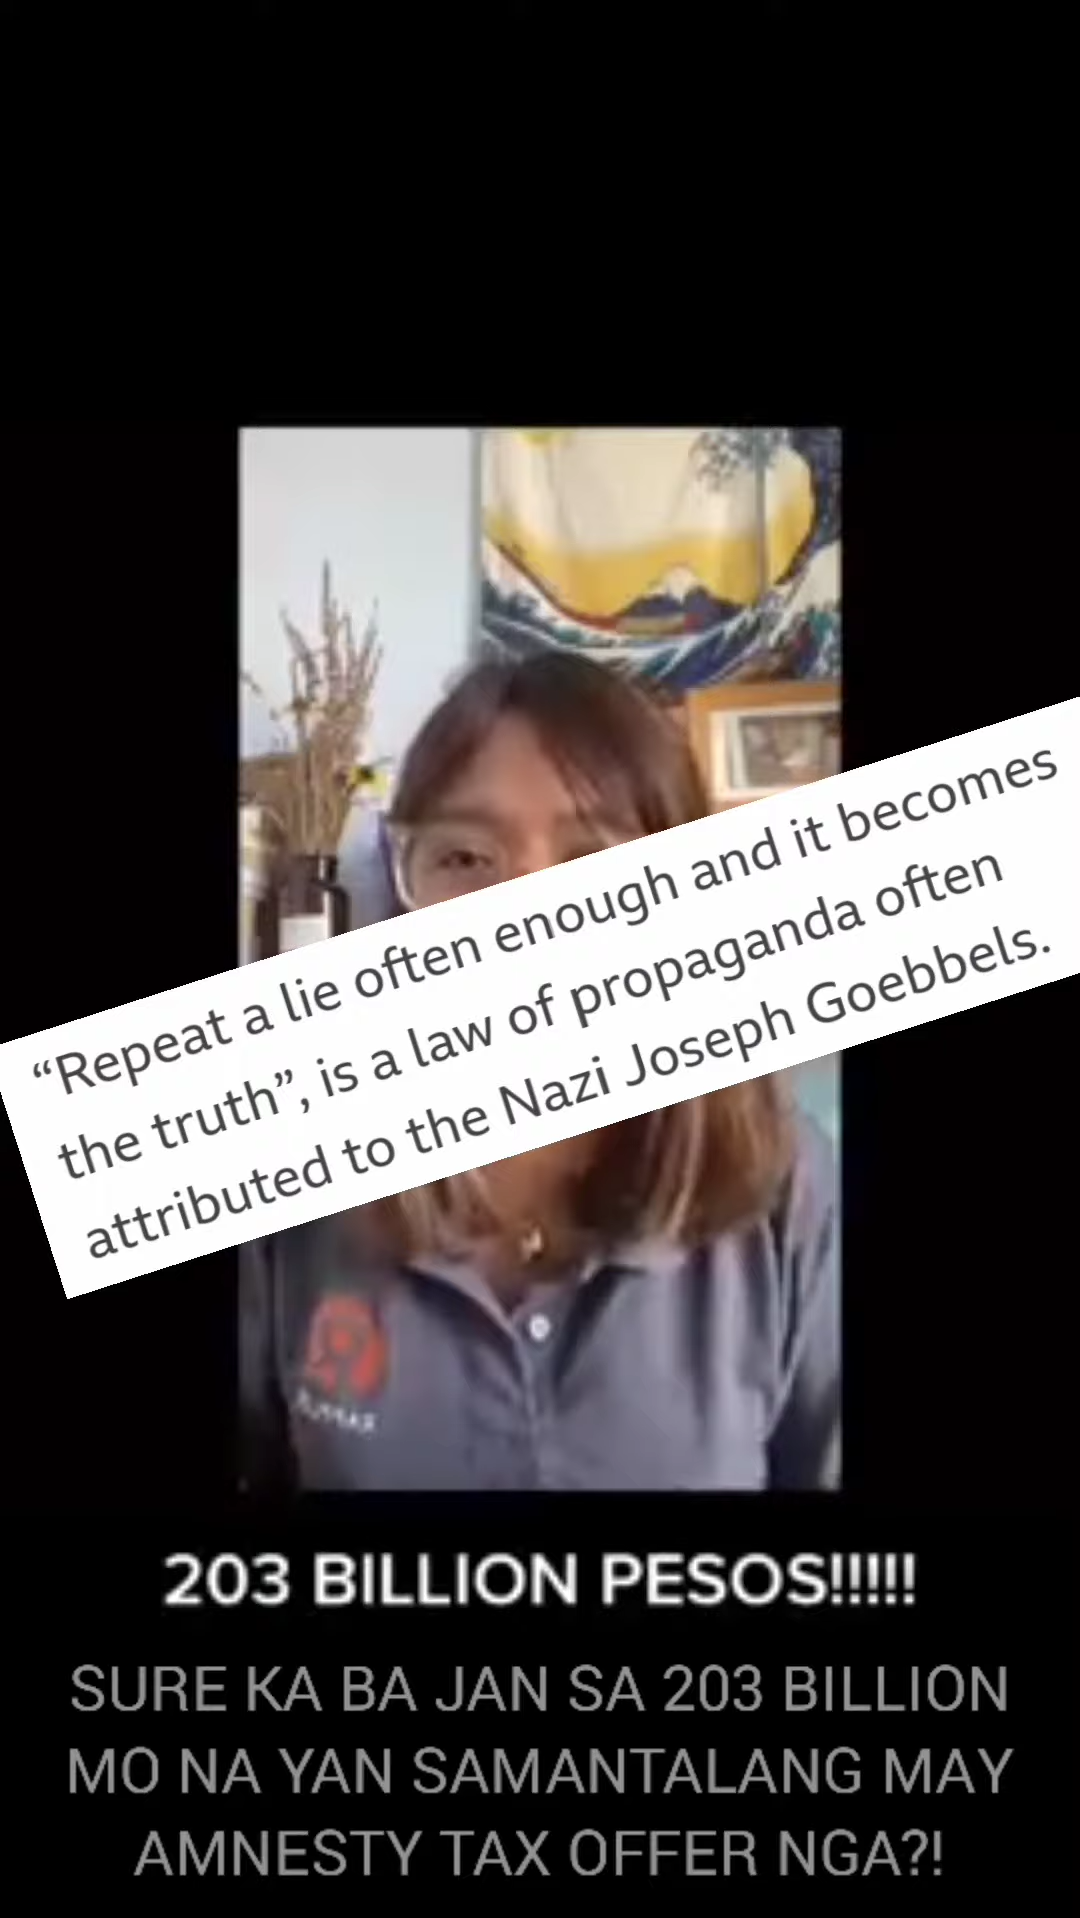 “Repeat a lie often enough and it becomes
the truth”, is a law of propaganda often
attributed to the Nazi Joseph Goebbels.
203 BILLION PESOS!!!!!
SURE KA BA JAN SA 203 BILLION
MO NA YAN SAMANTALANG MAY
AMNESTY TAX OFFER NGA?!